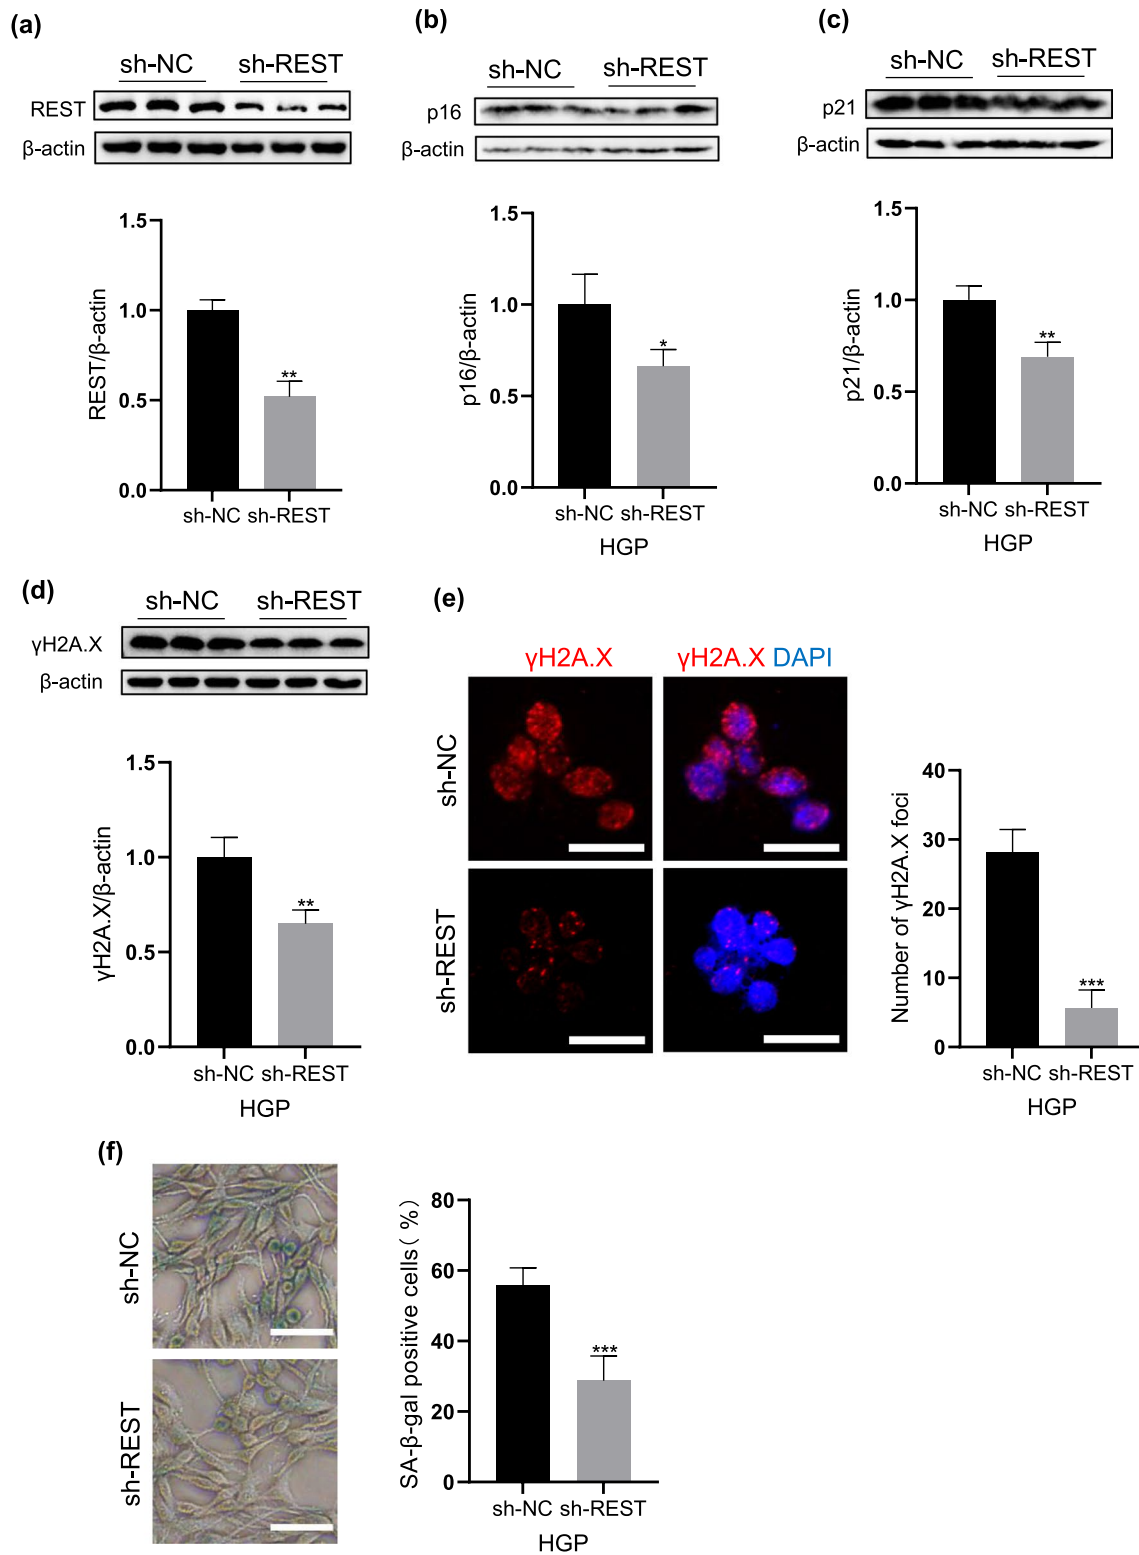 (a)
sh-NC sh-REST
REST
β-actin
REST/β-actin
1.5
1.0
0.5
0.0
**
sh-NC sh-REST
(b)
sh-NC sh-REST
p16
β-actin
p16/β-actin
1.5
1.0
0.5
0.0
*
sh-NC sh-REST
HGP
(c)
sh-NC sh-REST
p21
β-actin
p21/β-actin
1.5
1.0
0.5
0.0
**
sh-NC sh-REST
HGP
(d)
sh-NC sh-REST
γH2A.X
β-actin
γH2A.X/β-actin
1.5
1.0
0.5
0.0
**
sh-NC sh-REST
HGP
(e)
γH2A.X
γH2A.X DAPI
sh-NC
sh-REST
Number of γH2A.X foci
40
30
20
10
0
***
sh-NC sh-REST
HGP
(f)
sh-NC
sh-REST
SA-β-gal positive cells( %)
80
60
40
20
0
***
sh-NC sh-REST
HGP